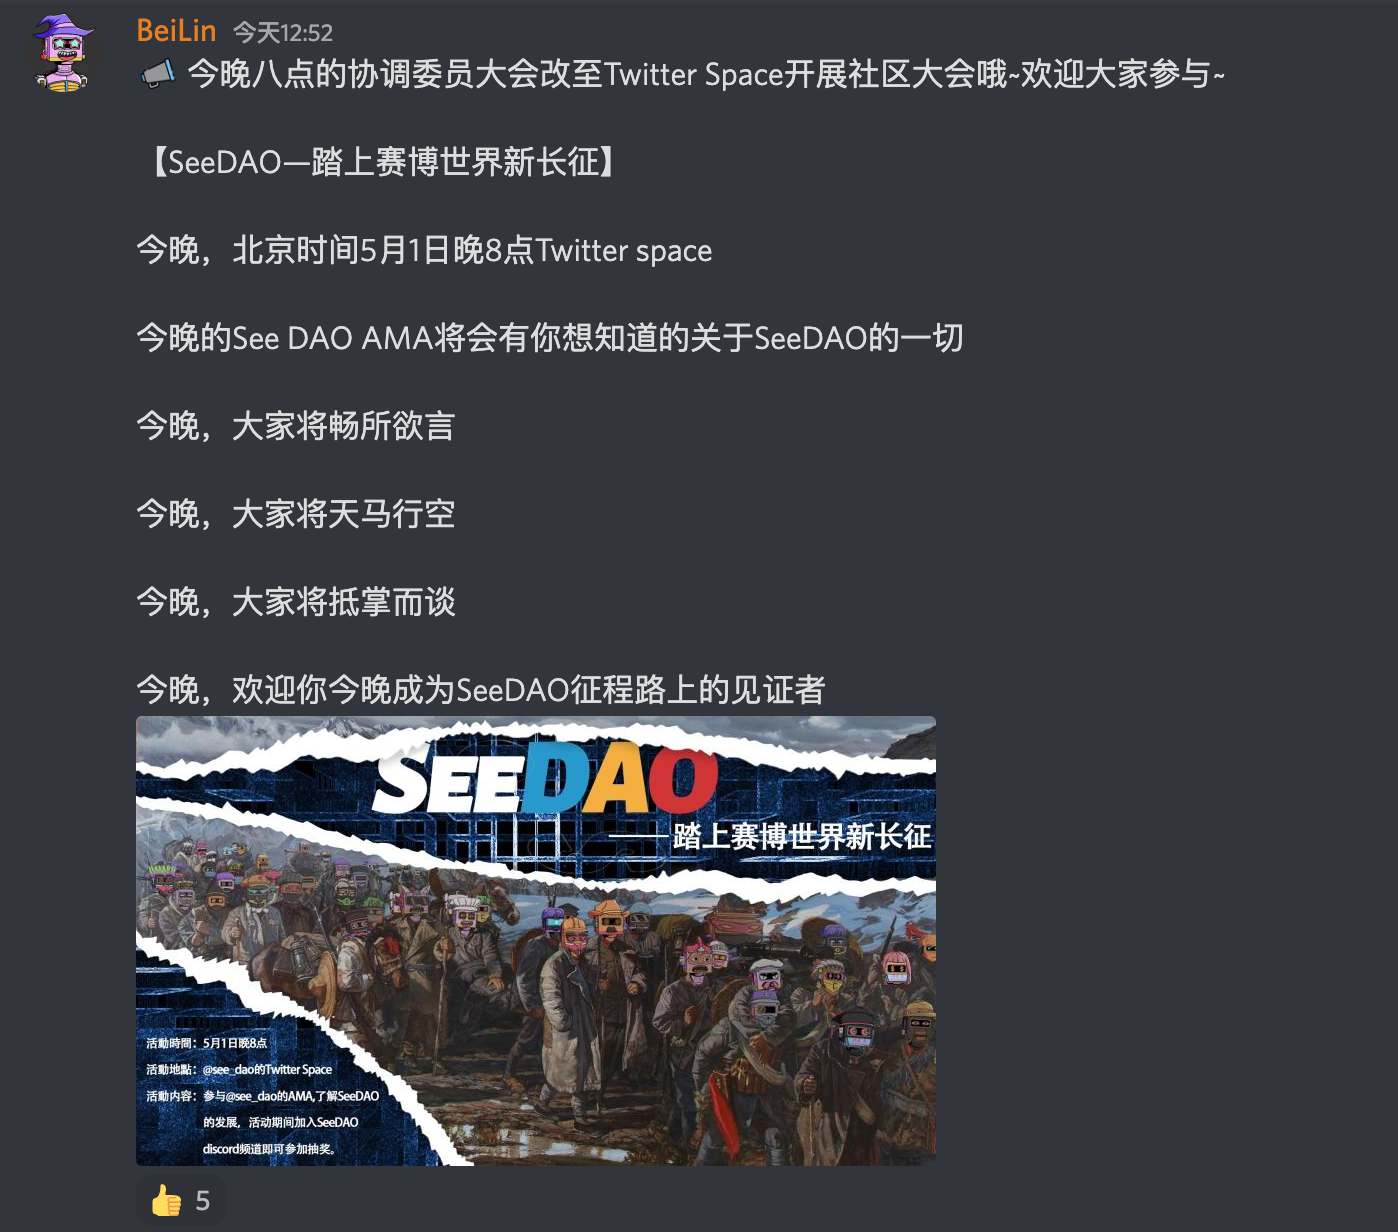 BeiLin 今天12:52
📣 今晚八点的协调委员大会改至Twitter Space开展社区大会哦~欢迎大家参与~
【SeeDAO—踏上赛博世界新长征】
今晚，北京时间5月1日晚8点Twitter space
今晚的See DAO AMA将会有你想知道的关于SeeDAO的一切
今晚，大家将畅所欲言
今晚，大家将天马行空
今晚，大家将抵掌而谈
今晚，欢迎你今晚成为SeeDAO征程路上的见证者
SEEDAO
——踏上赛博世界新长征
活動時間：5月1日晚8点
活動地點：@see_dao的Twitter Space
活動内容：参与@see_dao的AMA,了解SeeDAO
的发展，活动期间加入SeeDAO
discord频道即可参加抽奖。
👍 5